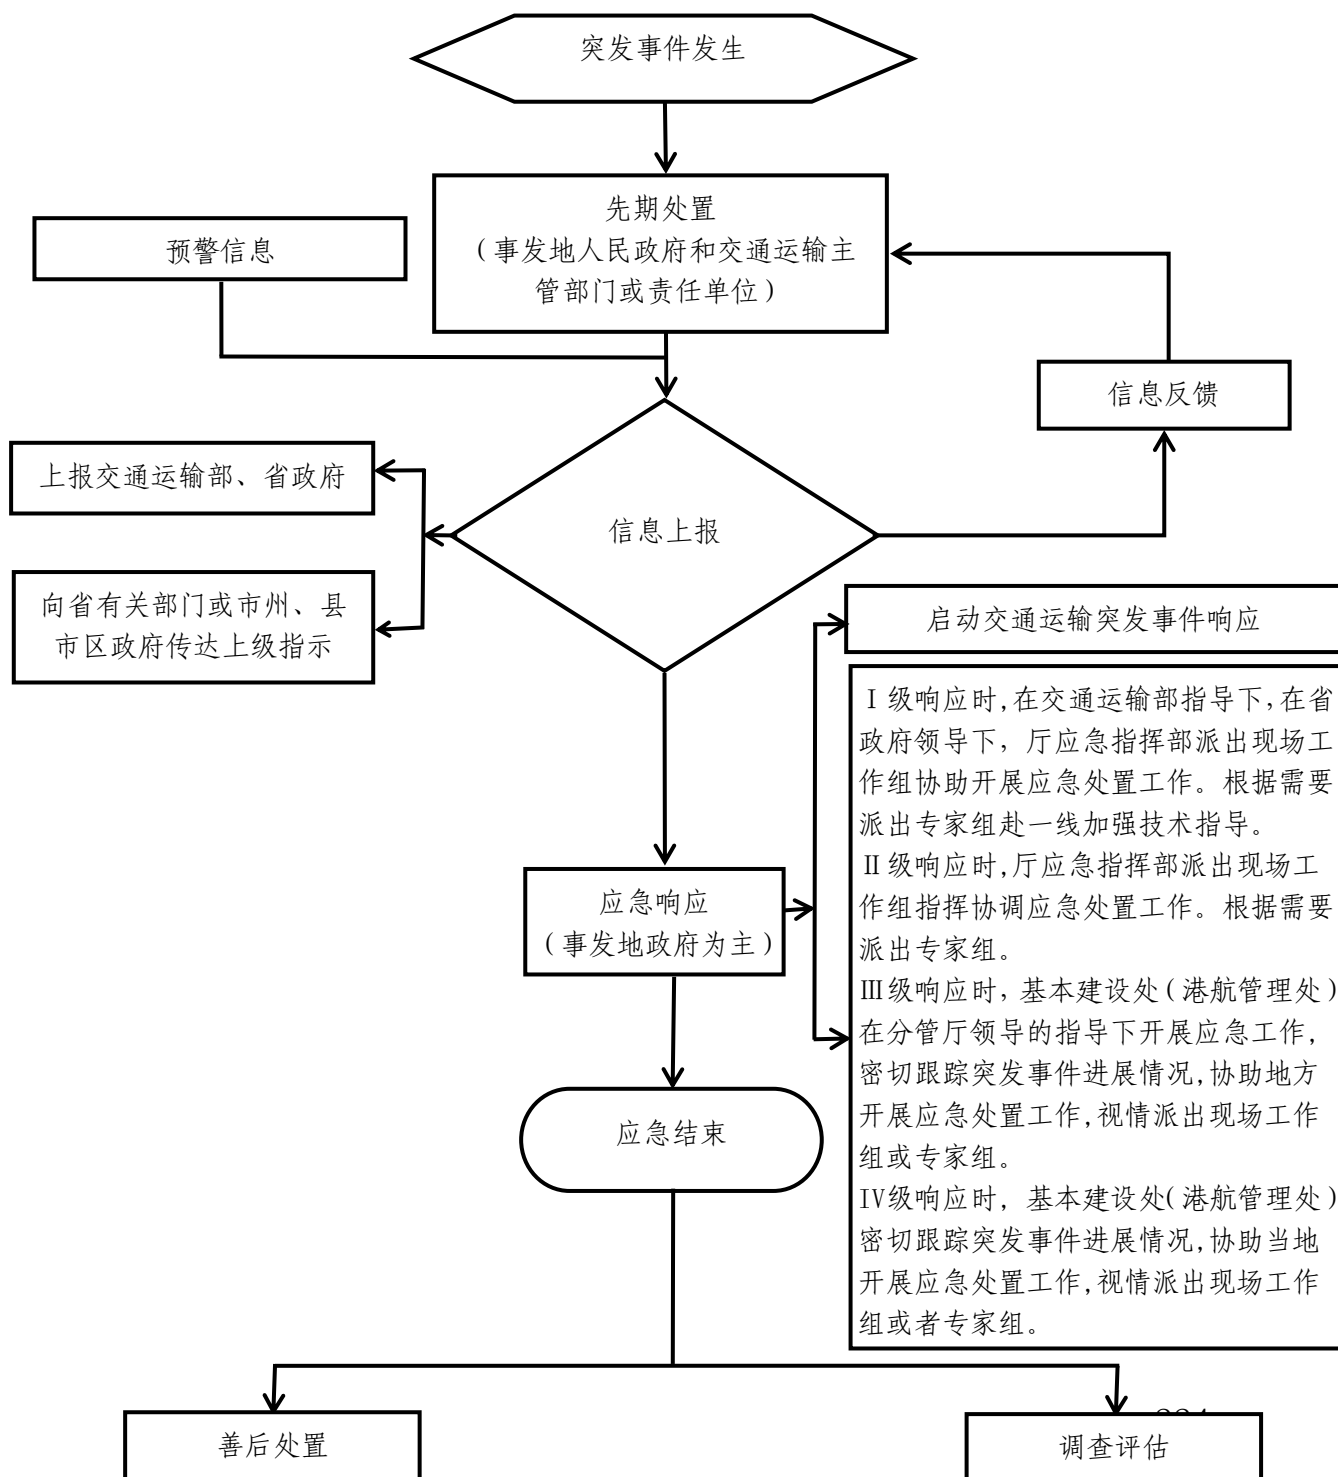 突发事件发生
先期处置
（事发地人民政府和交通运输主
管部门或责任单位）
预警信息
信息反馈
上报交通运输部、省政府
信息上报
向省有关部门或市州、县
市区政府传达上级指示
启动交通运输突发事件响应
Ⅰ级响应时,在交通运输部指导下,在省
政府领导下, 厅应急指挥部派出现场工
作组协助开展应急处置工作。根据需要
派出专家组赴一线加强技术指导。
Ⅱ级响应时,厅应急指挥部派出现场工
作组指挥协调应急处置工作。根据需要
派出专家组。
Ⅲ级响应时, 基本建设处(港航管理处)
在分管厅领导的指导下开展应急工作,
密切跟踪突发事件进展情况,协助地方
开展应急处置工作,视情派出现场工作
组或专家组。
Ⅳ级响应时, 基本建设处(港航管理处)
密切跟踪突发事件进展情况,协助当地
开展应急处置工作,视情派出现场工作
组或者专家组。
应急响应
（事发地政府为主）
应急结束
善后处置
调查评估